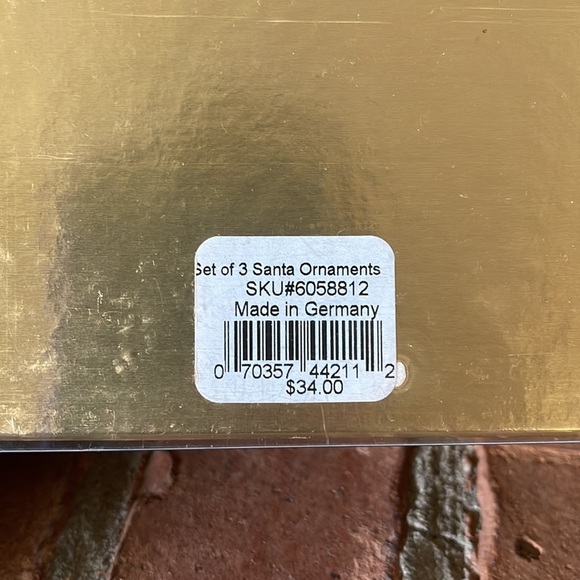 Set of 3 Santa Ornaments
SKU#6058812
Made in Germany
0 70357 44211 2
$34.00